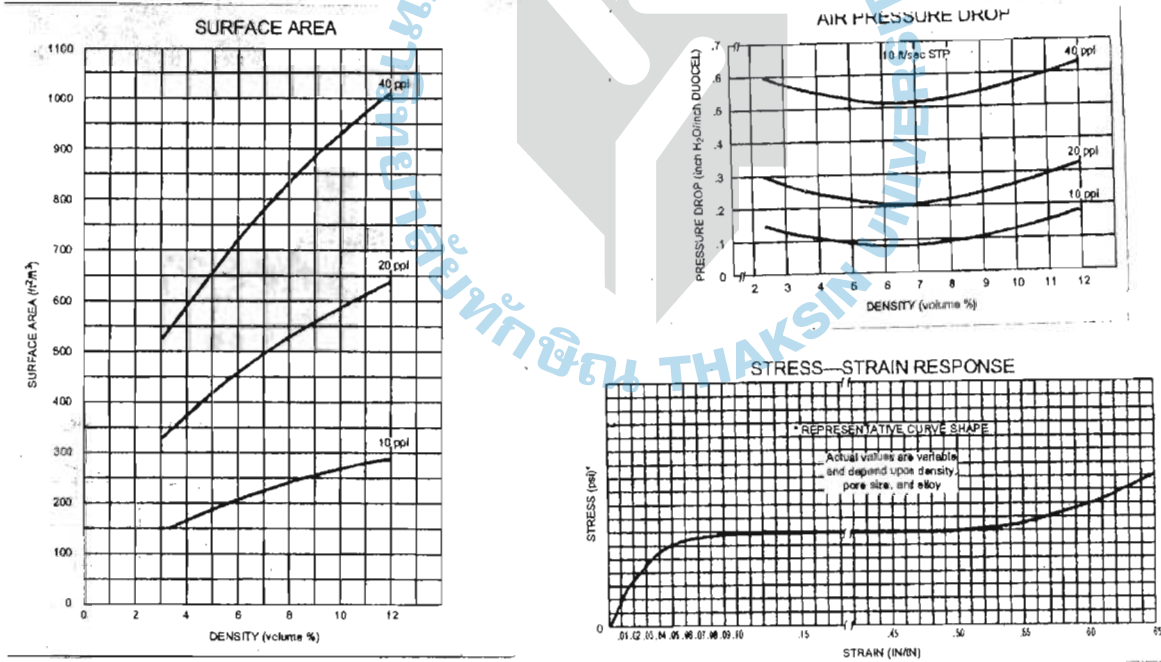 SURFACE AREA
1100
1000
900
800
700
600
500
400
300
200
100
0
SURFACE AREA (ft²/ft³)
40 ppi
20 ppi
10 ppi
0 2 4 6 8 10 12
DENSITY (volume %)
AIR PRESSURE DROP
.7
.6
.5
.4
.3
.2
.1
0
PRESSURE DROP (inch H₂O/inch DUOCEL)
10 ft/sec STP
40 ppi
20 ppi
10 ppi
2 3 4 5 6 7 8 9 10 11 12
DENSITY (volume %)
THAKSIN UNIVER
STRESS—STRAIN RESPONSE
* REPRESENTATIVE CURVE SHAPE
Actual values are variable
and depend upon density,
pore size, and alloy
STRESS (psi)*
0
.01 .02 .03 .04 .05 .06 .07 .08 .09 .10 .15 .45 .50 .55 .60 .65
STRAIN (IN/IN)